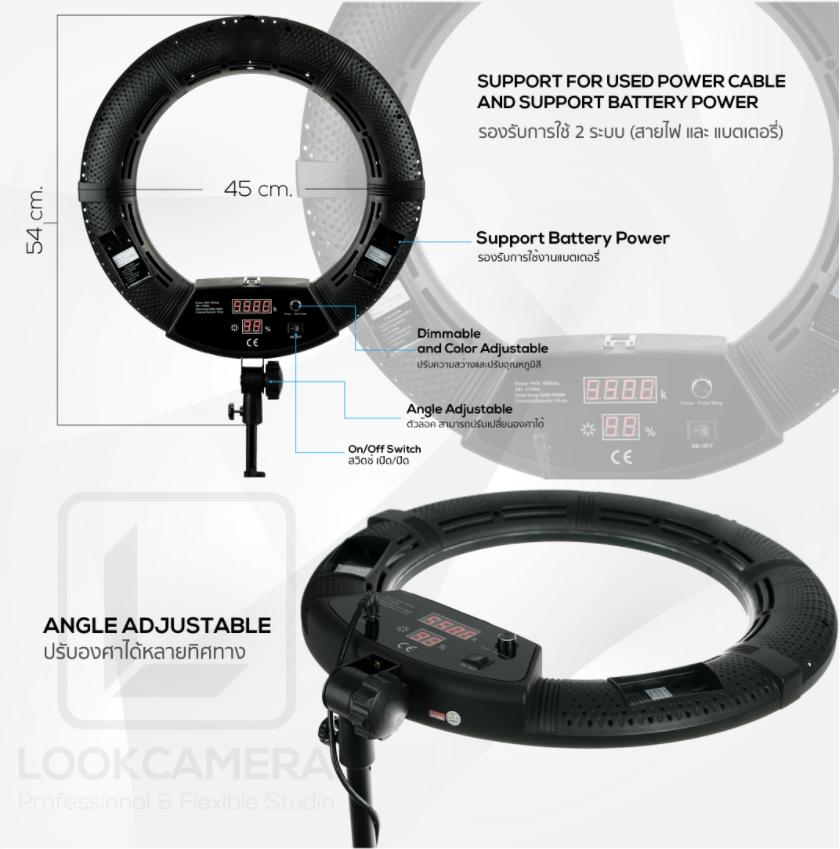 SUPPORT FOR USED POWER CABLE
AND SUPPORT BATTERY POWER
รองรับการใช้ 2 ระบบ (สายไฟ และ แบตเตอรี่)
45 cm.
54 cm.
Support Battery Power
รองรับการใช้งานแบตเตอรี่
Dimmable
and Color Adjustable
ปรับความสว่างและปรับอุณหภูมิสี
Angle Adjustable
ตัวล็อค สามารถปรับเปลี่ยนองศาได้
On/Off Switch
สวิตช์ เปิด/ปิด
8888 k
88 %
CE
ON/OFF
Power
Color Temp
ANGLE ADJUSTABLE
ปรับองศาได้หลายทิศทาง
LOOKCAMERA
Professional & Flexible Studio